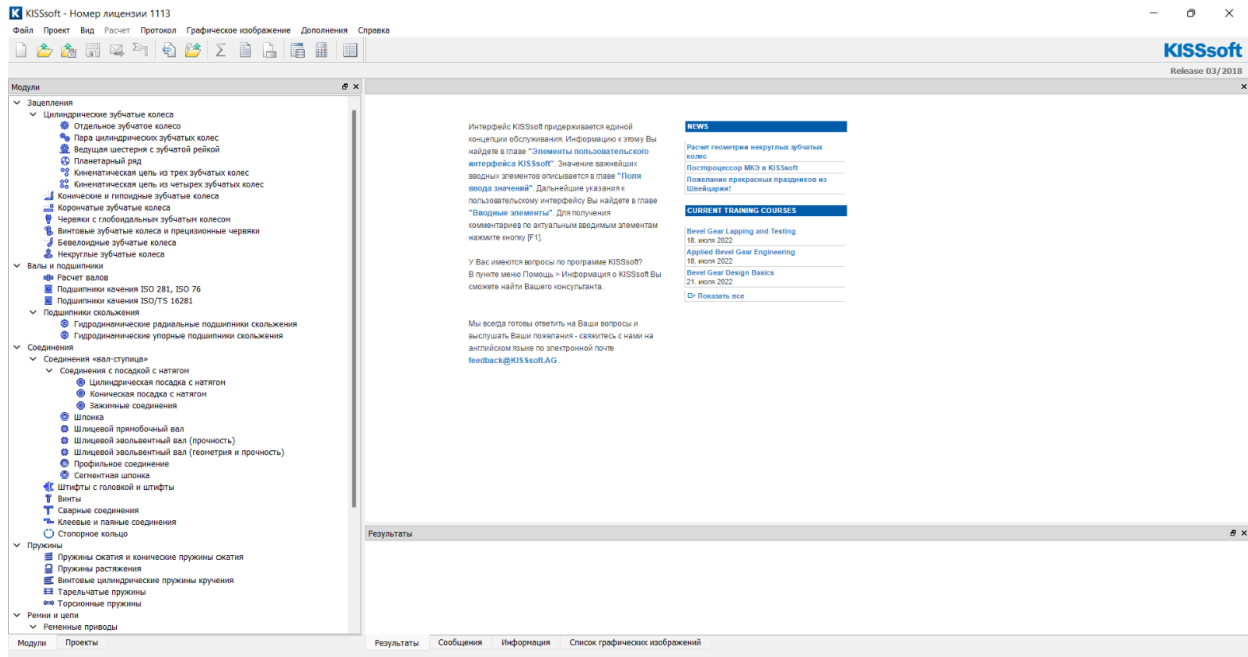 KISSsoft - Номер лицензии 1113
Файл Проект Вид Расчет Протокол Графическое изображение Дополнения Справка
KISSsoft
Release 03/2018
Модули
Зацепления
Цилиндрические зубчатые колеса
Отдельное зубчатое колесо
Пара цилиндрических зубчатых колес
Ведущая шестерня с зубчатой рейкой
Планетарный ряд
Кинематическая цепь из трех зубчатых колес
Кинематическая цепь из четырех зубчатых колес
Конические и гипоидные зубчатые колеса
Корончатые зубчатые колеса
Червяки с глобоидальным зубчатым колесом
Винтовые зубчатые колеса и прецизионные червяки
Бевелоидные зубчатые колеса
Некруглые зубчатые колеса
Валы и подшипники
Расчет валов
Подшипники качения ISO 281, ISO 76
Подшипники качения ISO/TS 16281
Подшипники скольжения
Гидродинамические радиальные подшипники скольжения
Гидродинамические упорные подшипники скольжения
Соединения
Соединения «вал-ступица»
Соединения с посадкой с натягом
Цилиндрическая посадка с натягом
Коническая посадка с натягом
Зажимные соединения
Шпонка
Шлицевой прямобочный вал
Шлицевой эвольвентный вал (прочность)
Шлицевой эвольвентный вал (геометрия и прочность)
Профильное соединение
Сегментная шпонка
Штифты с головкой и штифты
Винты
Сварные соединения
Клеевые и паяные соединения
Стопорное кольцо
Пружины
Пружины сжатия и конические пружины сжатия
Пружины растяжения
Винтовые цилиндрические пружины кручения
Тарельчатые пружины
Торсионные пружины
Ремни и цепи
Ременные приводы
Модули Проекты
Интерфейс KISSsoft придерживается единой
концепции обслуживания. Информацию к этому Вы
найдете в главе "Элементы пользовательского
интерфейса KISSsoft". Значение важнейших
вводных элементов описывается в главе "Поля
ввода значений". Дальнейшие указания к
пользовательскому интерфейсу Вы найдете в главе
"Вводные элементы". Для получения
комментариев по актуальным вводимым элементам
нажмите кнопку [F1].
У Вас имеются вопросы по программе KISSsoft?
В пункте меню Помощь > Информация о KISSsoft Вы
сможете найти Вашего консультанта.
Мы всегда готовы ответить на Ваши вопросы и
выслушать Ваши пожелания - свяжитесь с нами на
английском языке по электронной почте
feedback@KISSsoft.AG .
NEWS
Расчет геометрии некруглых зубчатых
колес
Постпроцессор МКЭ в KISSsoft
Пожелание прекрасных праздников из
Швейцарии!
CURRENT TRAINING COURSES
Bevel Gear Lapping and Testing
18. июля 2022
Applied Bevel Gear Engineering
18. июля 2022
Bevel Gear Design Basics
21. июля 2022
Показать все
Результаты
Результаты Сообщения Информация Список графических изображений